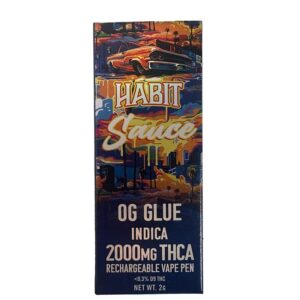 HABIT
Sauce
OG GLUE
INDICA
2000MG THCA
RECHARGEABLE VAPE PEN
<0.3% D9 THC
NET WT. 2G